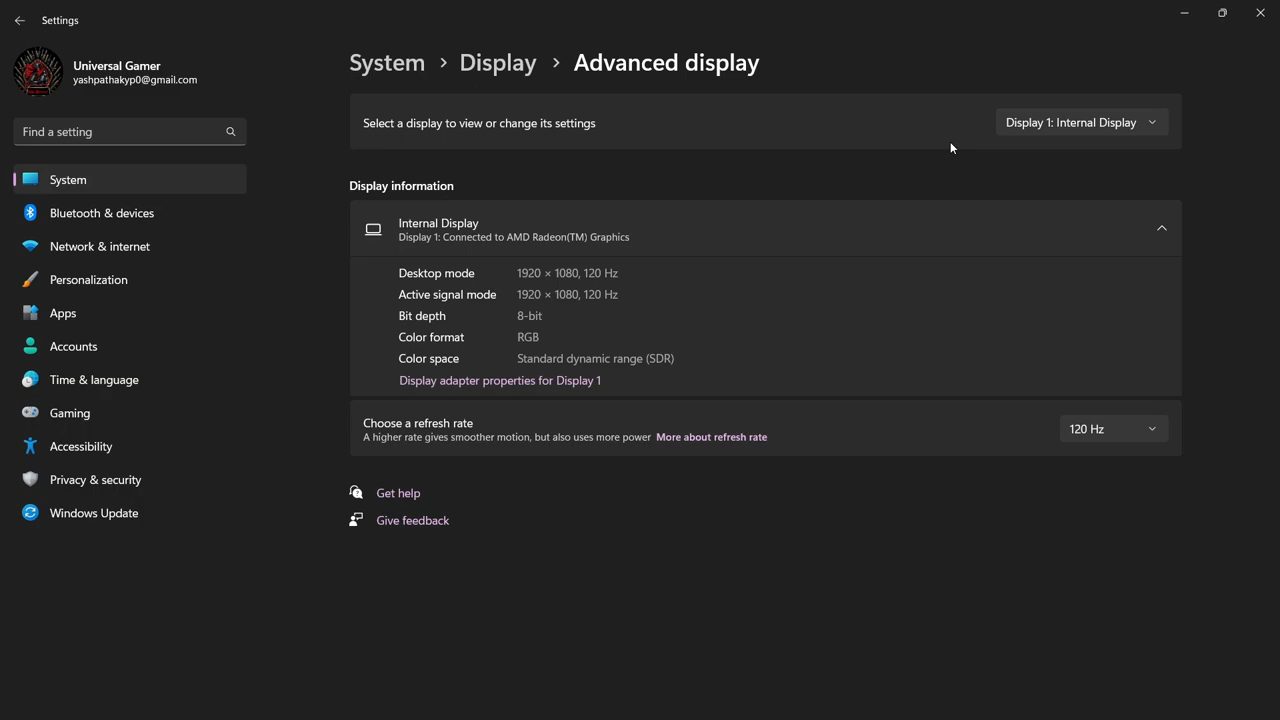 Settings
Universal Gamer
yashpathakyp0@gmail.com
Find a setting
System
Bluetooth & devices
Network & internet
Personalization
Apps
Accounts
Time & language
Gaming
Accessibility
Privacy & security
Windows Update
System > Display > Advanced display
Select a display to view or change its settings
Display 1: Internal Display
Display information
Internal Display
Display 1: Connected to AMD Radeon(TM) Graphics
Desktop mode 1920 × 1080, 120 Hz
Active signal mode 1920 × 1080, 120 Hz
Bit depth 8-bit
Color format RGB
Color space Standard dynamic range (SDR)
Display adapter properties for Display 1
Choose a refresh rate
A higher rate gives smoother motion, but also uses more power More about refresh rate
120 Hz
Get help
Give feedback